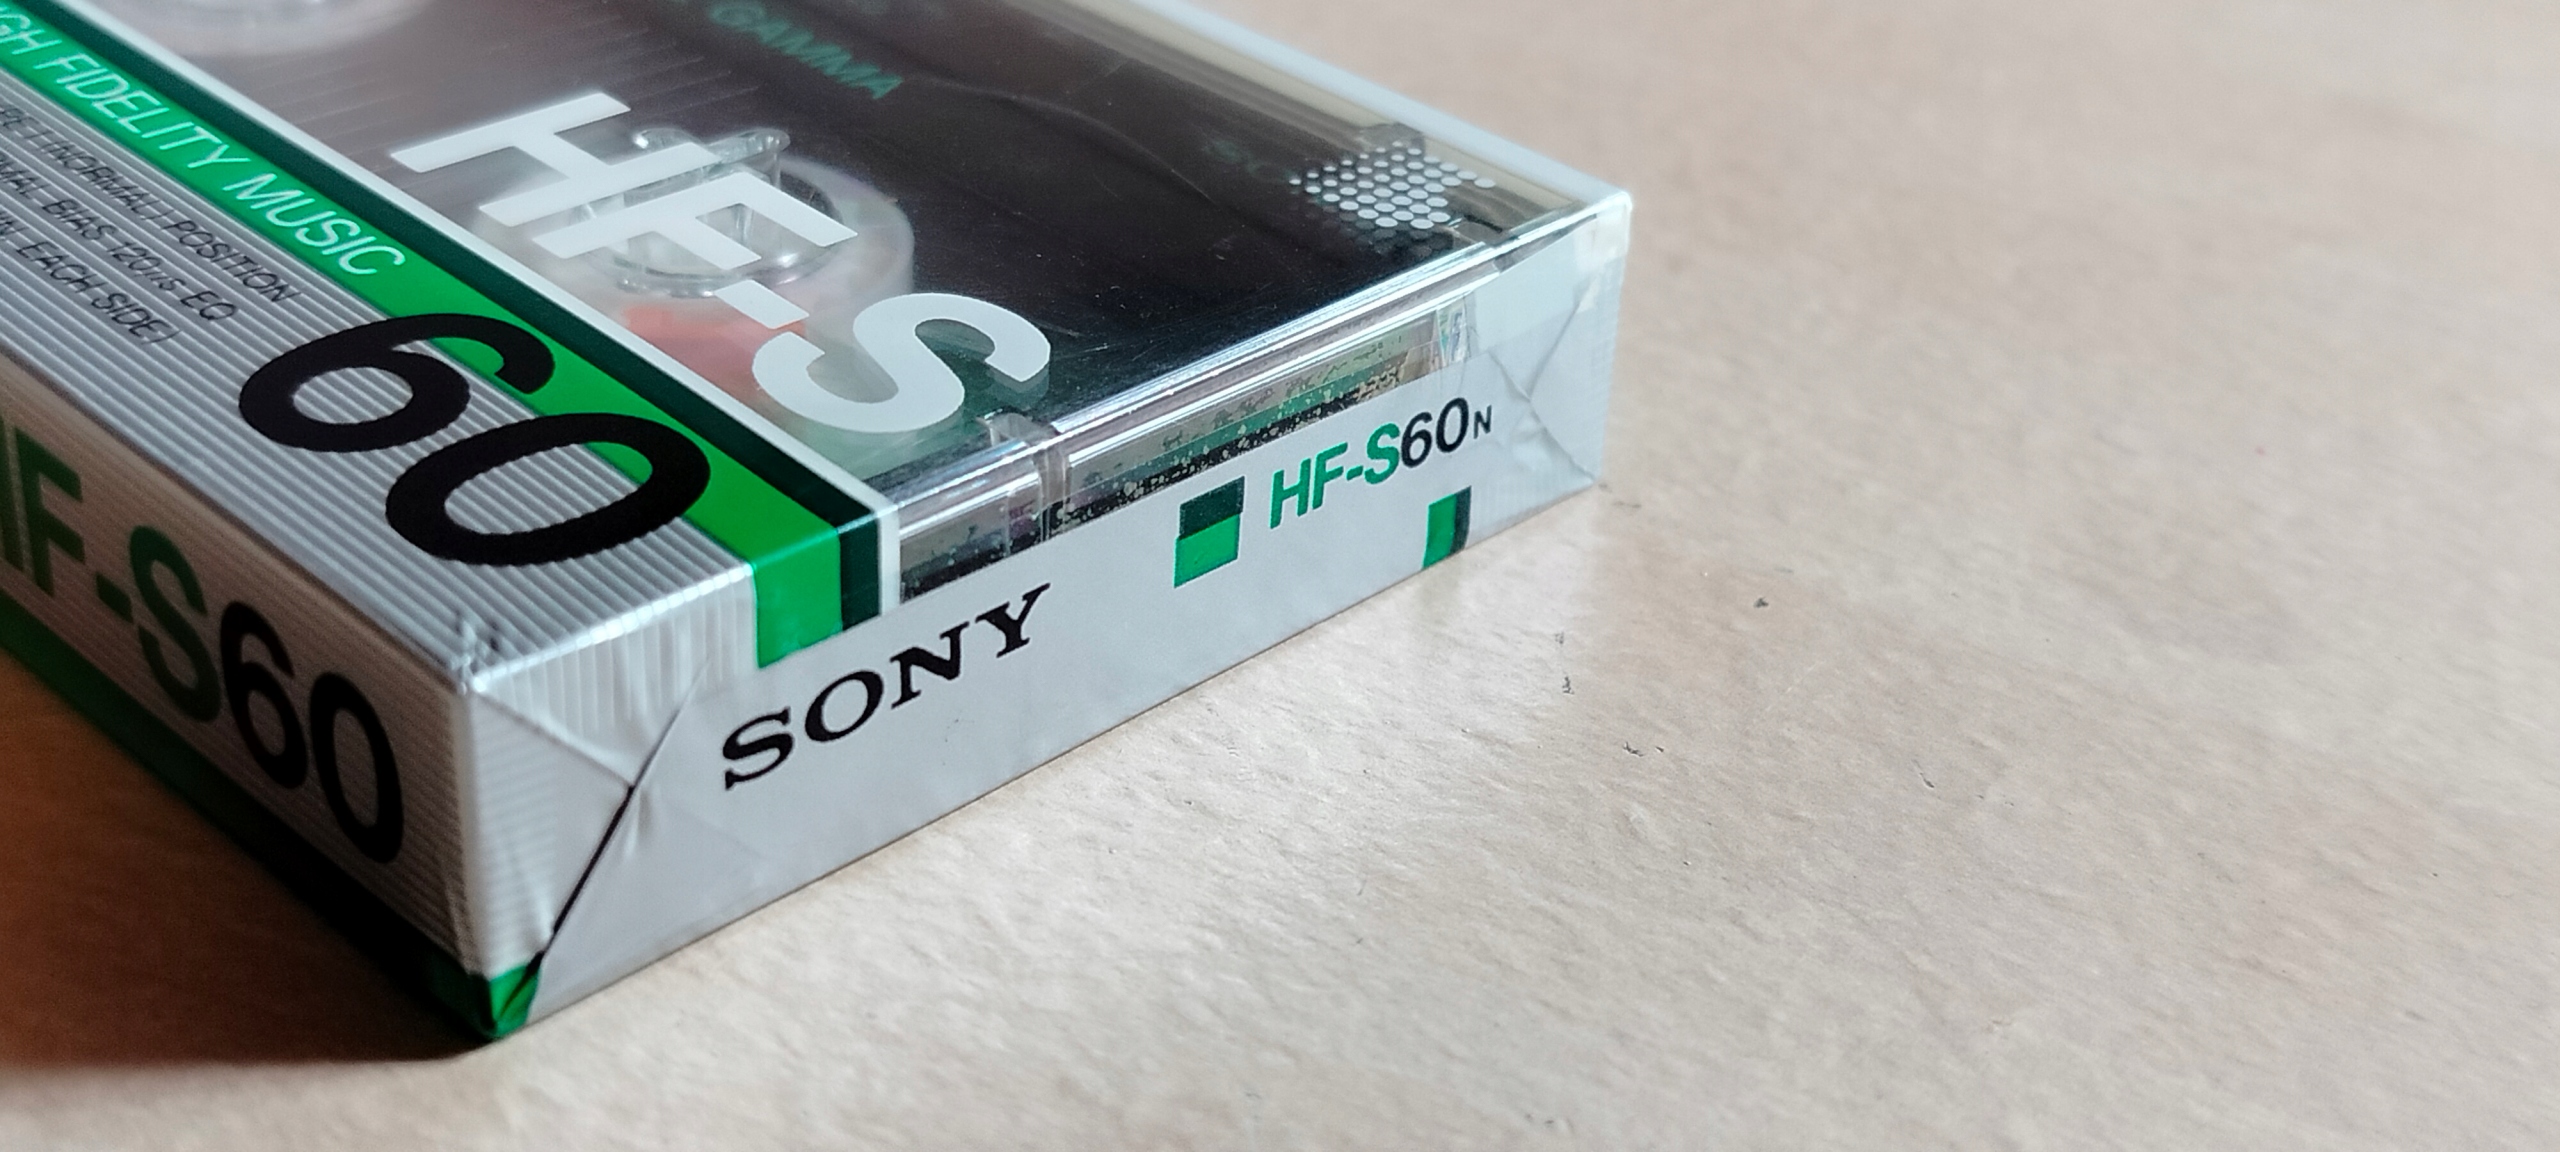 GAMMA
HF-S
GH FIDELITY MUSIC
(NORMAL) POSITION
MAL BIAS 120µs EQ
EACH SIDE)
60
HF-S60
SONY
HF-S60N